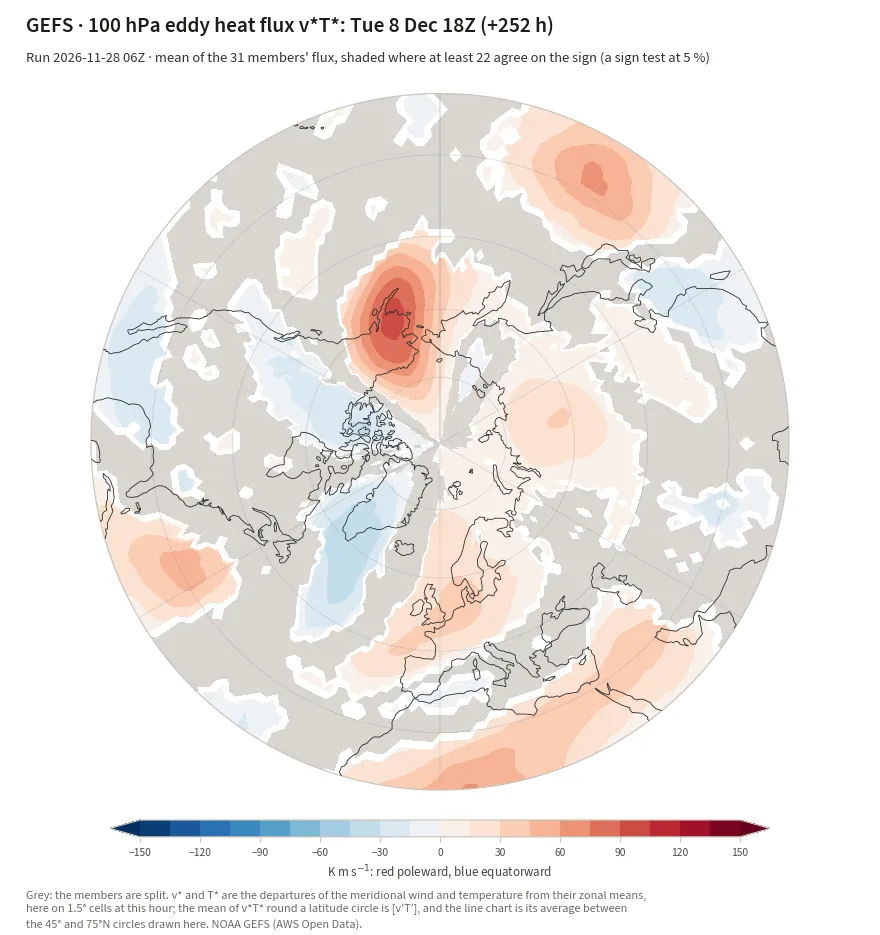 GEFS · 100 hPa eddy heat flux v*T*: Tue 8 Dec 18Z (+252 h)
Run 2026-11-28 06Z · mean of the 31 members' flux, shaded where at least 22 agree on the sign (a sign test at 5 %)
−150 −120 −90 −60 −30 0 30 60 90 120 150
K m s⁻¹: red poleward, blue equatorward
Grey: the members are split. v* and T* are the departures of the meridional wind and temperature from their zonal means,
here on 1.5° cells at this hour; the mean of v*T* round a latitude circle is [v′T′], and the line chart is its average between
the 45° and 75°N circles drawn here. NOAA GEFS (AWS Open Data).